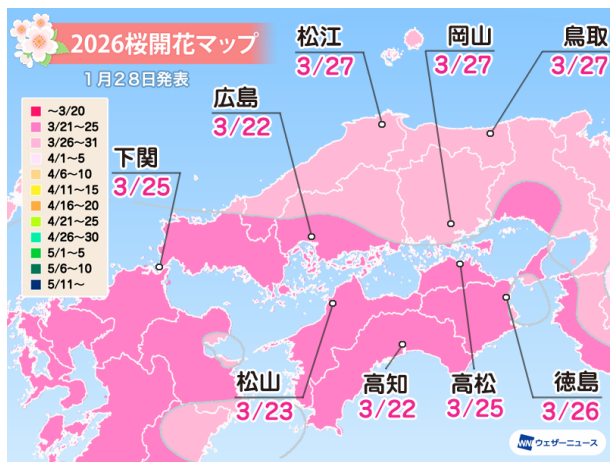 2026桜開花マップ
1月28日発表
～3/20
3/21～25
3/26～31
4/1～5
4/6～10
4/11～15
4/16～20
4/21～25
4/26～30
5/1～5
5/6～10
5/11～
松江
3/27
岡山
3/27
鳥取
3/27
広島
3/22
下関
3/25
松山
3/23
高知
3/22
高松
3/25
徳島
3/26
WN ウェザーニュース